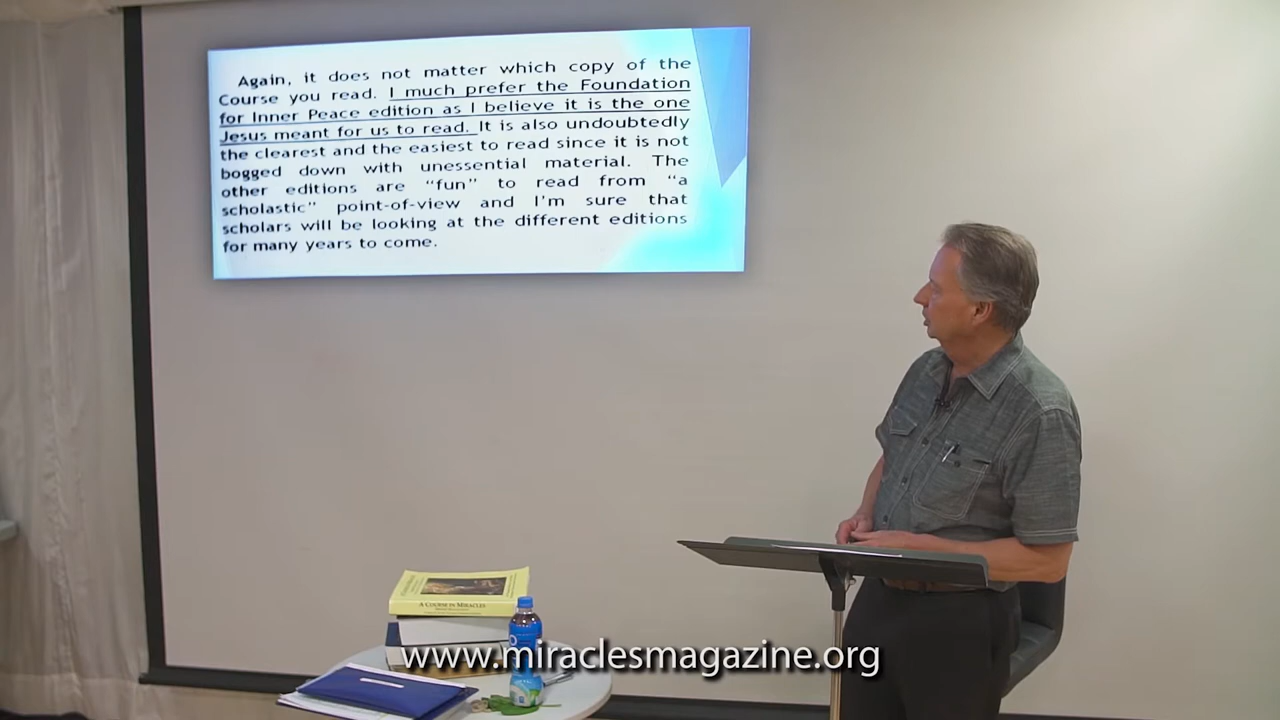 Again, it does not matter which copy of the
Course you read. I much prefer the Foundation
for Inner Peace edition as I believe it is the one
Jesus meant for us to read. It is also undoubtedly
the clearest and the easiest to read since it is not
bogged down with unessential material. The
other editions are “fun” to read from “a
scholastic” point-of-view and I’m sure that
scholars will be looking at the different editions
for many years to come.
A COURSE IN MIRACLES
www.miraclesmagazine.org